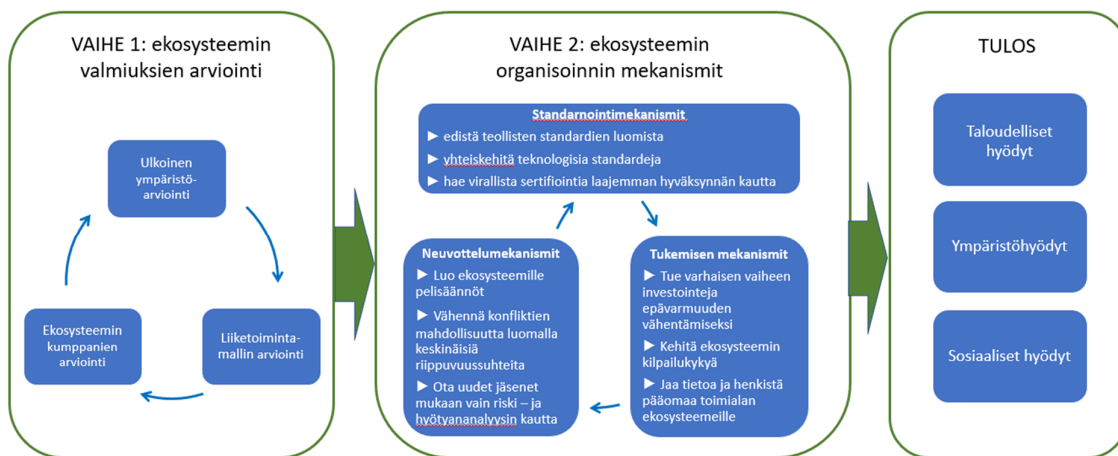 VAIHE 1: ekosysteemin
valmiuksien arviointi
Ulkoinen
ympäristö-
arviointi
Ekosysteemin
kumppanien
arviointi
Liiketoiminta-
mallin arviointi
VAIHE 2: ekosysteemin
organisoinnin mekanismit
Standarnointimekanismit
► edistä teollisten standardien luomista
► yhteiskehitä teknologisia standardeja
► hae virallista sertifiointia laajemman hyväksynnän kautta
Neuvottelumekanismit
► Luo ekosysteemille
pelisäännöt
► Vähennä konfliktien
mahdollisuutta luomalla
keskinäisiä
riippuvuussuhteita
► Ota uudet jäsenet
mukaan vain riski – ja
hyötyananalyysin kautta
Tukemisen mekanismit
► Tue varhaisen vaiheen
investointeja
epävarmuuden
vähentämiseksi
► Kehitä ekosysteemin
kilpailukykyä
► Jaa tietoa ja henkistä
pääomaa toimialan
ekosysteemeille
TULOS
Taloudelliset
hyödyt
Ympäristöhyödyt
Sosiaaliset hyödyt